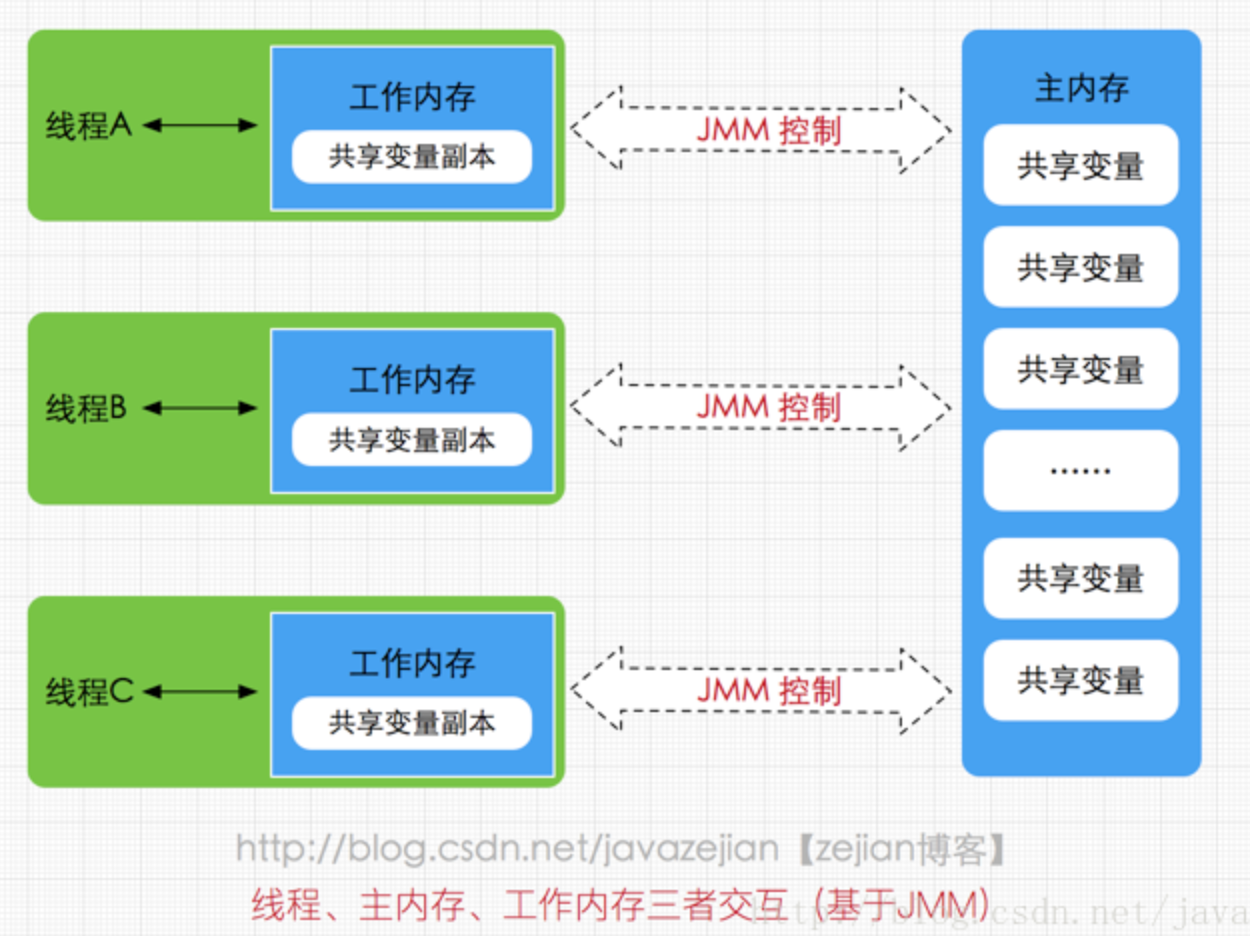 线程A
工作内存
共享变量副本
JMM 控制
线程B
工作内存
共享变量副本
JMM 控制
线程C
工作内存
共享变量副本
JMM 控制
主内存
共享变量
共享变量
共享变量
......
共享变量
共享变量
http://blog.csdn.net/javazejian【zejian博客】
线程、主内存、工作内存三者交互（基于JMM）
http://blog.csdn.net/java